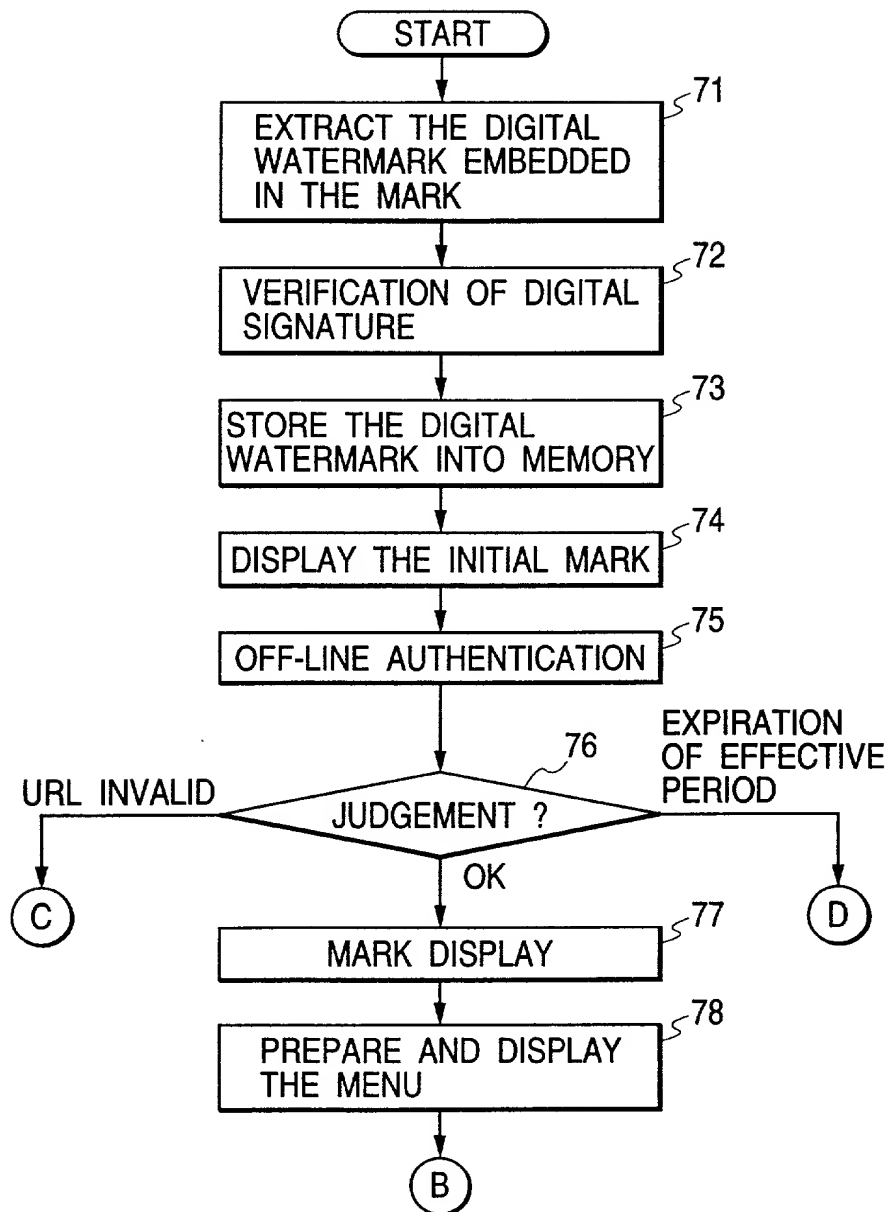 START
71
EXTRACT THE DIGITAL
WATERMARK EMBEDDED
IN THE MARK
72
VERIFICATION OF DIGITAL
SIGNATURE
73
STORE THE DIGITAL
WATERMARK INTO MEMORY
74
DISPLAY THE INITIAL MARK
75
OFF-LINE AUTHENTICATION
76
EXPIRATION
OF EFFECTIVE
PERIOD
URL INVALID
JUDGEMENT ?
OK
C
D
77
MARK DISPLAY
78
PREPARE AND DISPLAY
THE MENU
B